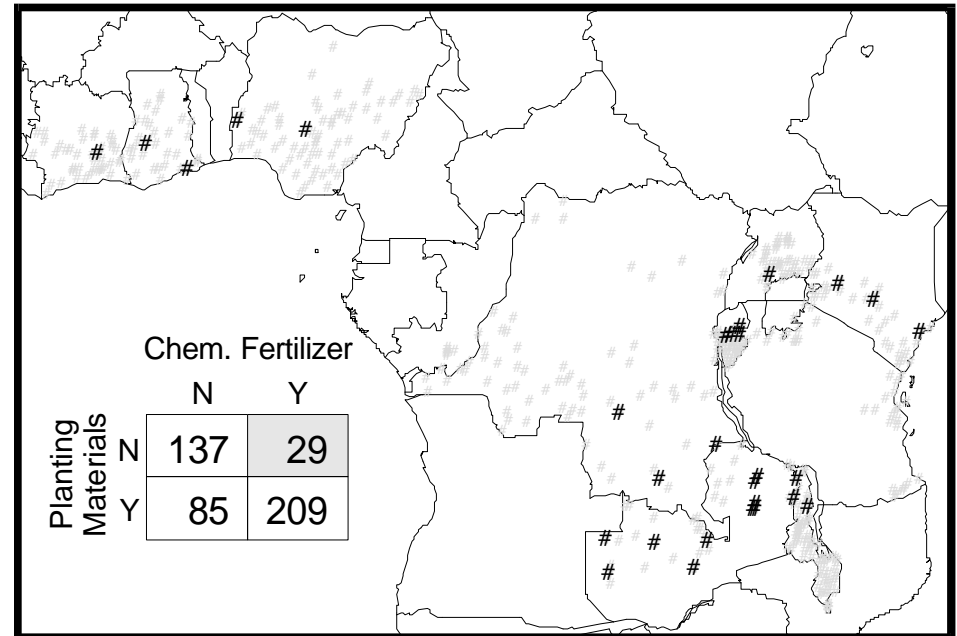 Chem. Fertilizer
N Y
Planting
Materials
N 137 29
Y 85 209